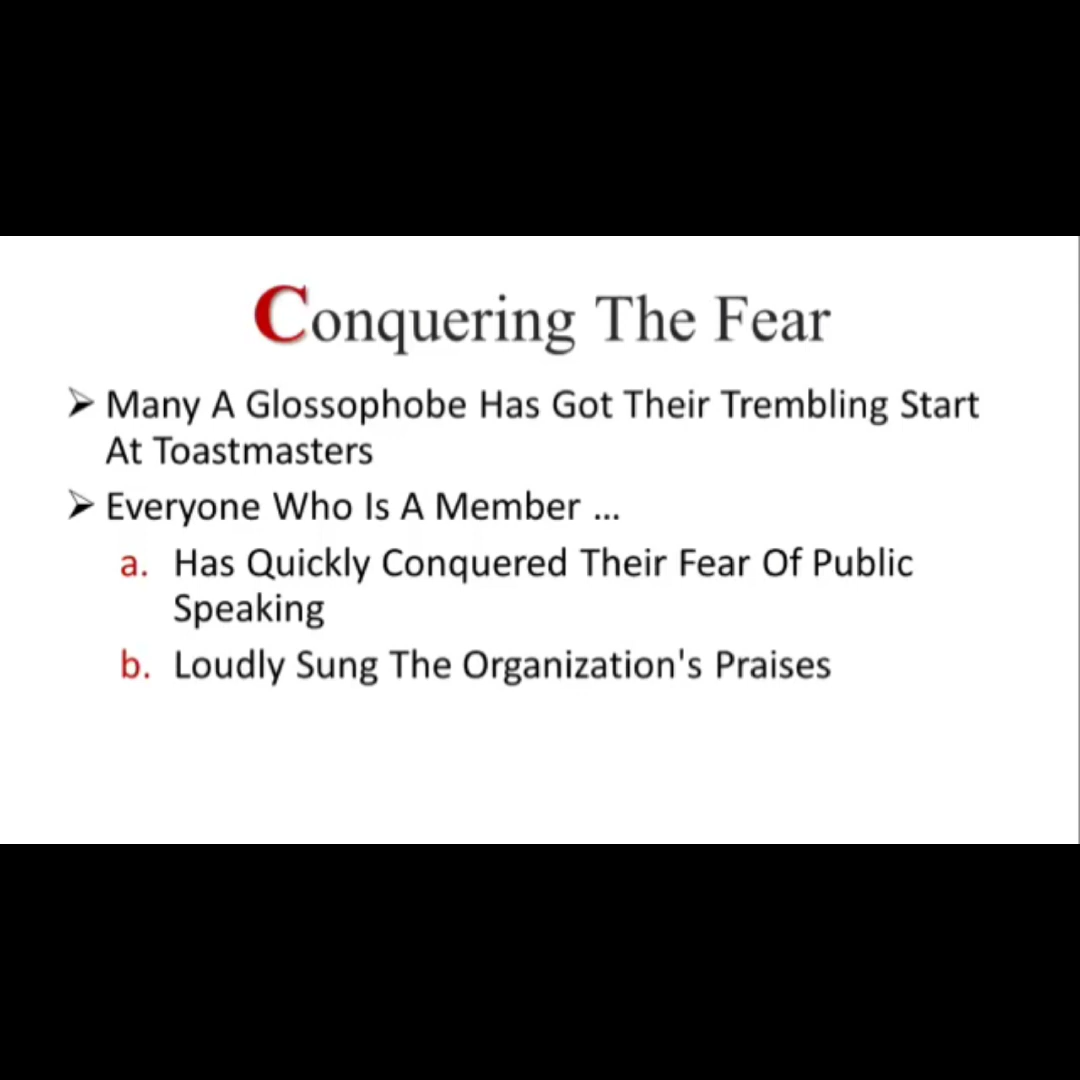 Conquering The Fear
➢ Many A Glossophobe Has Got Their Trembling Start
At Toastmasters
➢ Everyone Who Is A Member ...
a. Has Quickly Conquered Their Fear Of Public
Speaking
b. Loudly Sung The Organization's Praises